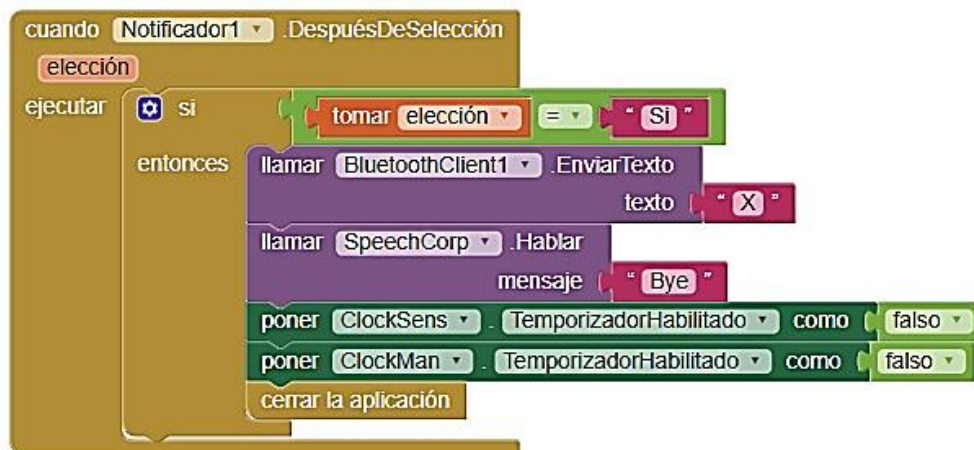 cuando Notificador1 .DespuésDeSelección
elección
ejecutar si tomar elección = " Si "
entonces llamar BluetoothClient1 .EnviarTexto
texto " X "
llamar SpeechCorp .Hablar
mensaje " Bye "
poner ClockSens . TemporizadorHabilitado como falso
poner ClockMan . TemporizadorHabilitado como falso
cerrar la aplicación